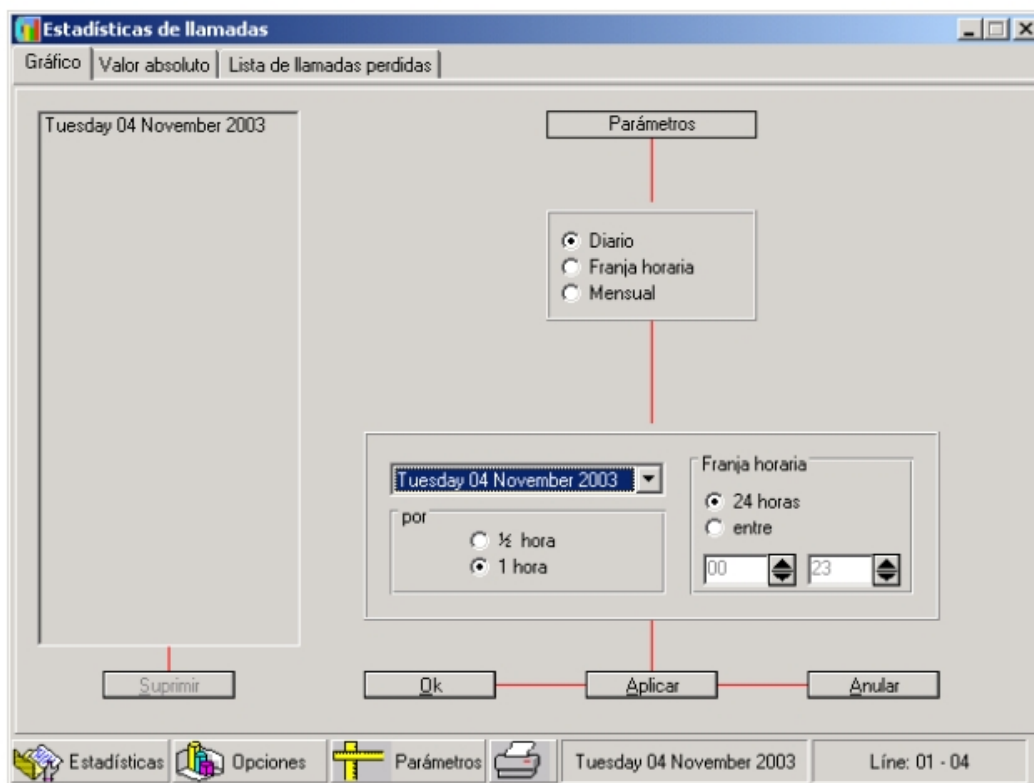 Estadísticas de llamadas
Gráfico Valor absoluto Lista de llamadas perdidas
Tuesday 04 November 2003
Parámetros
Diario
Franja horaria
Mensual
Tuesday 04 November 2003
por
½ hora
1 hora
Franja horaria
24 horas
entre
00 23
Suprimir Ok Aplicar Anular
Estadísticas Opciones Parámetros Tuesday 04 November 2003 Líne: 01 - 04